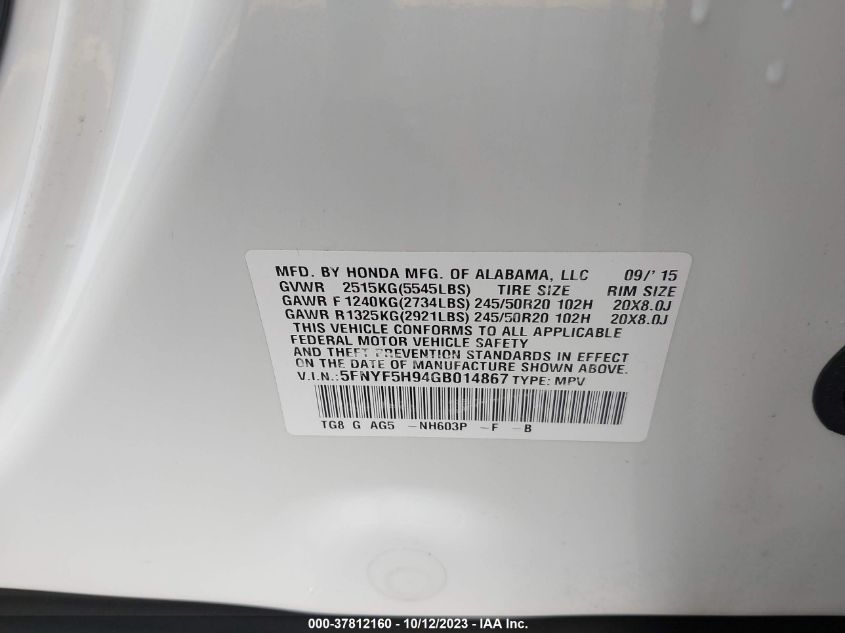 MFD. BY HONDA MFG. OF ALABAMA, LLC 09/'15
GVWR 2515KG(5545LBS) TIRE SIZE RIM SIZE
GAWR F 1240KG(2734LBS) 245/50R20 102H 20X8.0J
GAWR R 1325KG(2921LBS) 245/50R20 102H 20X8.0J
THIS VEHICLE CONFORMS TO ALL APPLICABLE
FEDERAL MOTOR VEHICLE SAFETY
AND THEFT PREVENTION STANDARDS IN EFFECT
ON THE DATE OF MANUFACTURE SHOWN ABOVE.
V.I.N.:5FNYF5H94GB014867 TYPE: MPV
TG8 G AG5 -NH603P -F -B
000-37812160 - 10/12/2023 - IAA Inc.